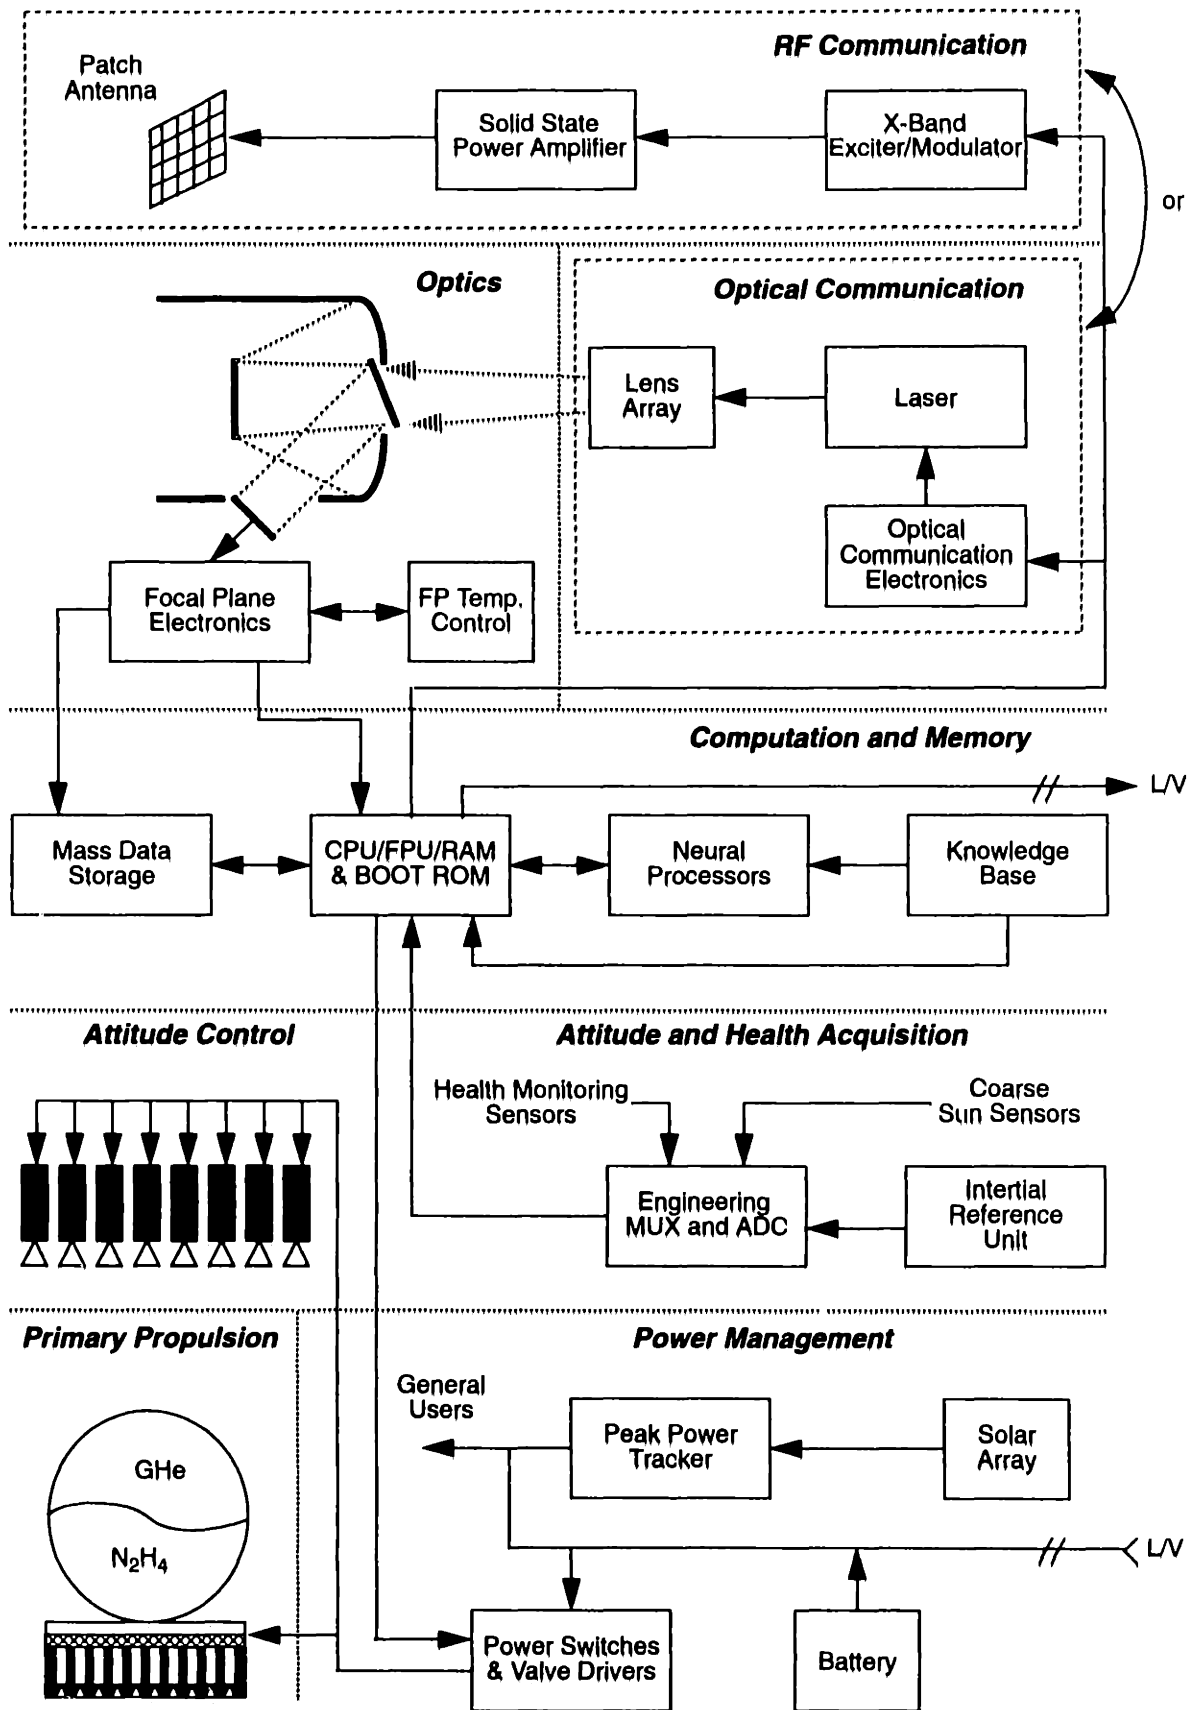 RF Communication
Patch
Antenna
Solid State
Power Amplifier
X-Band
Exciter/Modulator
or
Optics
Optical Communication
Lens
Array
Laser
Optical
Communication
Electronics
Focal Plane
Electronics
FP Temp.
Control
Computation and Memory
L/V
Mass Data
Storage
CPU/FPU/RAM
& BOOT ROM
Neural
Processors
Knowledge
Base
Attitude Control
Attitude and Health Acquisition
Health Monitoring
Sensors
Coarse
Sun Sensors
Engineering
MUX and ADC
Intertial
Reference
Unit
Primary Propulsion
Power Management
General
Users
Peak Power
Tracker
Solar
Array
GHe
N2H4
L/V
Power Switches
& Valve Drivers
Battery